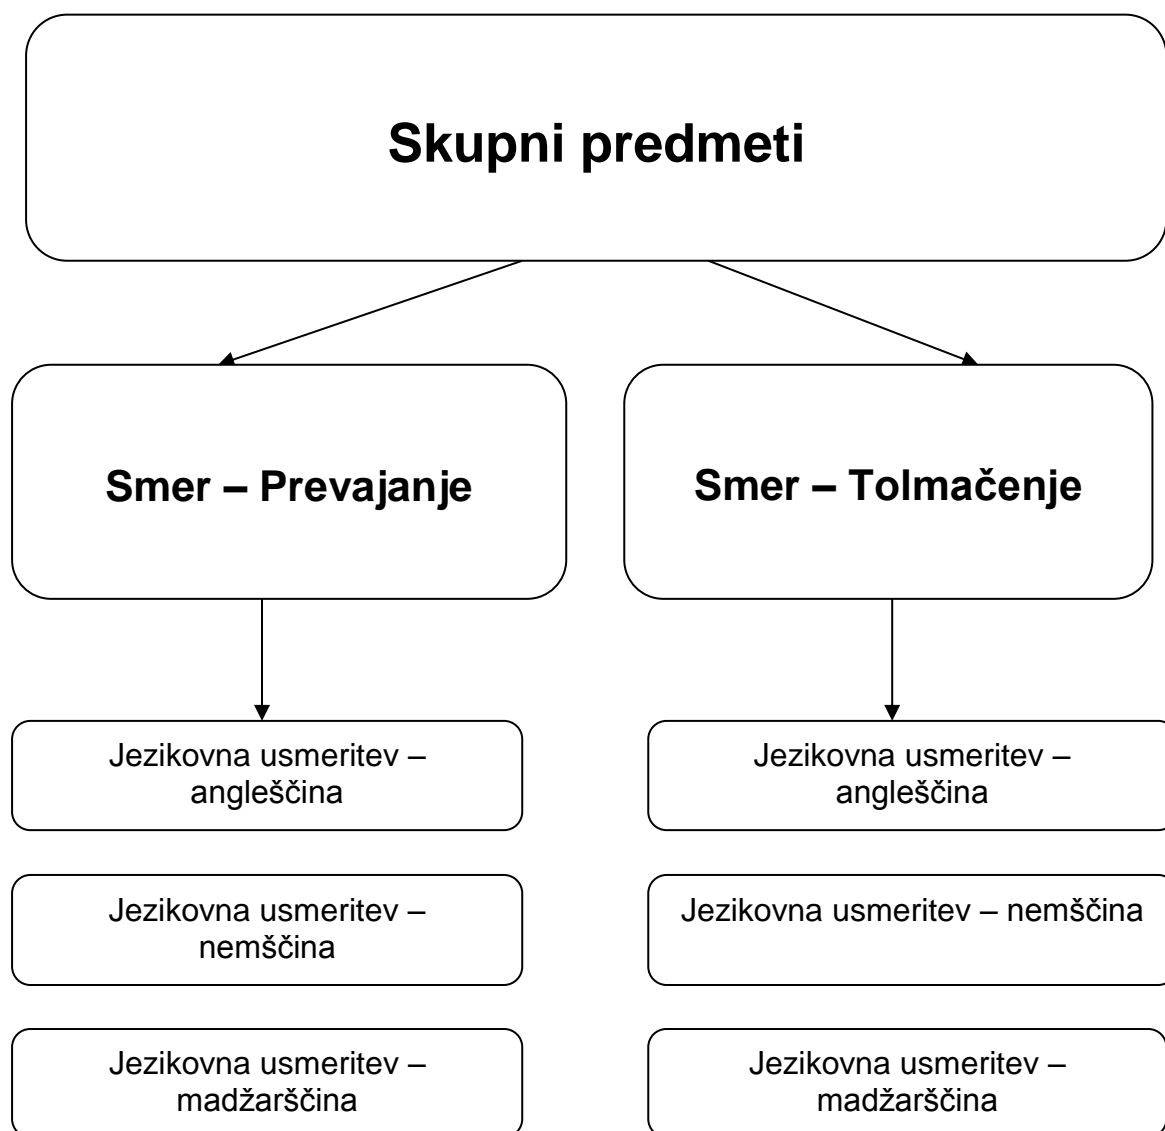 Skupni predmeti
Smer – Prevajanje
Smer – Tolmačenje
Jezikovna usmeritev –
angleščina
Jezikovna usmeritev –
angleščina
Jezikovna usmeritev –
nemščina
Jezikovna usmeritev – nemščina
Jezikovna usmeritev –
madžarščina
Jezikovna usmeritev –
madžarščina